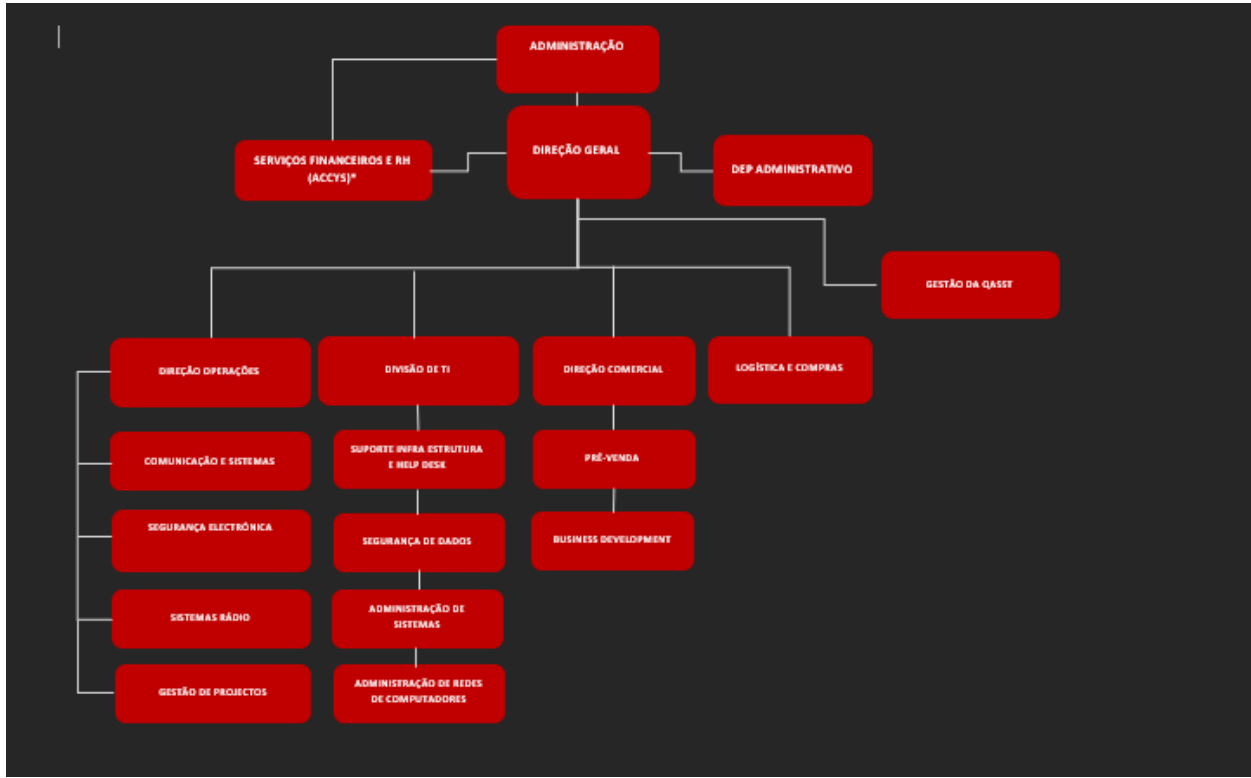 ADMINISTRAÇÃO
DIREÇÃO GERAL
SERVIÇOS FINANCEIROS E RH
(ACCYS)*
DEP ADMINISTRATIVO
GESTÃO DA QASST
DIREÇÃO OPERAÇÕES
DIVISÃO DE TI
DIREÇÃO COMERCIAL
LOGÍSTICA E COMPRAS
COMUNICAÇÃO E SISTEMAS
SUPORTE INFRA ESTRUTURA
E HELP DESK
PRÉ-VENDA
SEGURANÇA ELECTRÓNICA
SEGURANÇA DE DADOS
BUSINESS DEVELOPMENT
SISTEMAS RÁDIO
ADMINISTRAÇÃO DE
SISTEMAS
GESTÃO DE PROJECTOS
ADMINISTRAÇÃO DE REDES
DE COMPUTADORES